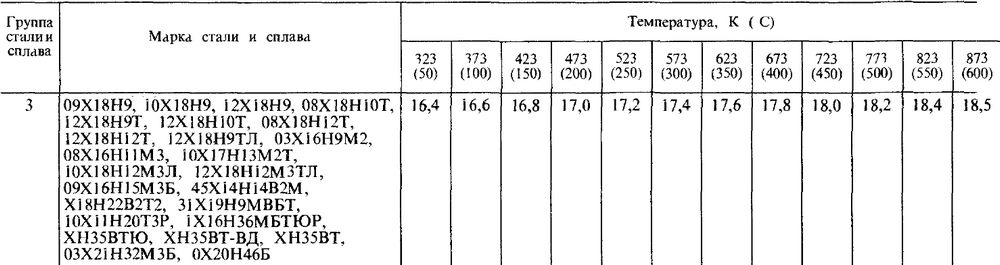 Группа стали и сплава
Марка стали и сплава
Температура, К ( С)
323 (50)
373 (100)
423 (150)
473 (200)
523 (250)
573 (300)
623 (350)
673 (400)
723 (450)
773 (500)
823 (550)
873 (600)
3
09Х18Н9, 10Х18Н9, 12Х18Н9, 08Х18Н10Т,
12Х18Н9Т, 12Х18Н10Т, 08Х18Н12Т,
12Х18Н12Т, 12Х18Н9ТЛ, 03Х16Н9М2,
08Х16Н11М3, 10Х17Н13М2Т,
10Х18Н12М3Л, 12Х18Н12М3ТЛ,
09Х16Н15М3Б, 45Х14Н14В2М,
Х18Н22В2Т2, 31Х19Н9МВБТ,
10Х11Н20Т3Р, 1Х16Н36МБТЮР,
ХН35ВТЮ, ХН35ВТ-ВД, ХН35ВТ,
03Х21Н32М3Б, 0Х20Н46Б
16,4 16,6 16,8 17,0 17,2 17,4 17,6 17,8 18,0 18,2 18,4 18,5